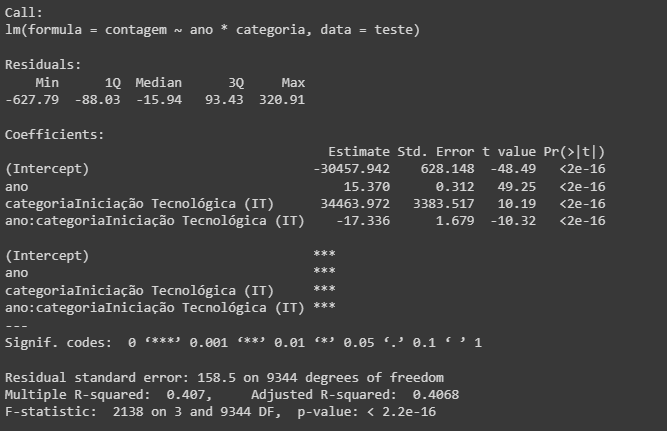 Call:
lm(formula = contagem ~ ano * categoria, data = teste)
Residuals:
Min 1Q Median 3Q Max
-627.79 -88.03 -15.94 93.43 320.91
Coefficients:
Estimate Std. Error t value Pr(>|t|)
(Intercept) -30457.942 628.148 -48.49 <2e-16
ano 15.370 0.312 49.25 <2e-16
categoriaIniciação Tecnológica (IT) 34463.972 3383.517 10.19 <2e-16
ano:categoriaIniciação Tecnológica (IT) -17.336 1.679 -10.32 <2e-16
(Intercept) ***
ano ***
categoriaIniciação Tecnológica (IT) ***
ano:categoriaIniciação Tecnológica (IT) ***
---
Signif. codes: 0 ‘***’ 0.001 ‘**’ 0.01 ‘*’ 0.05 ‘.’ 0.1 ‘ ’ 1
Residual standard error: 158.5 on 9344 degrees of freedom
Multiple R-squared: 0.407, Adjusted R-squared: 0.4068
F-statistic: 2138 on 3 and 9344 DF, p-value: < 2.2e-16